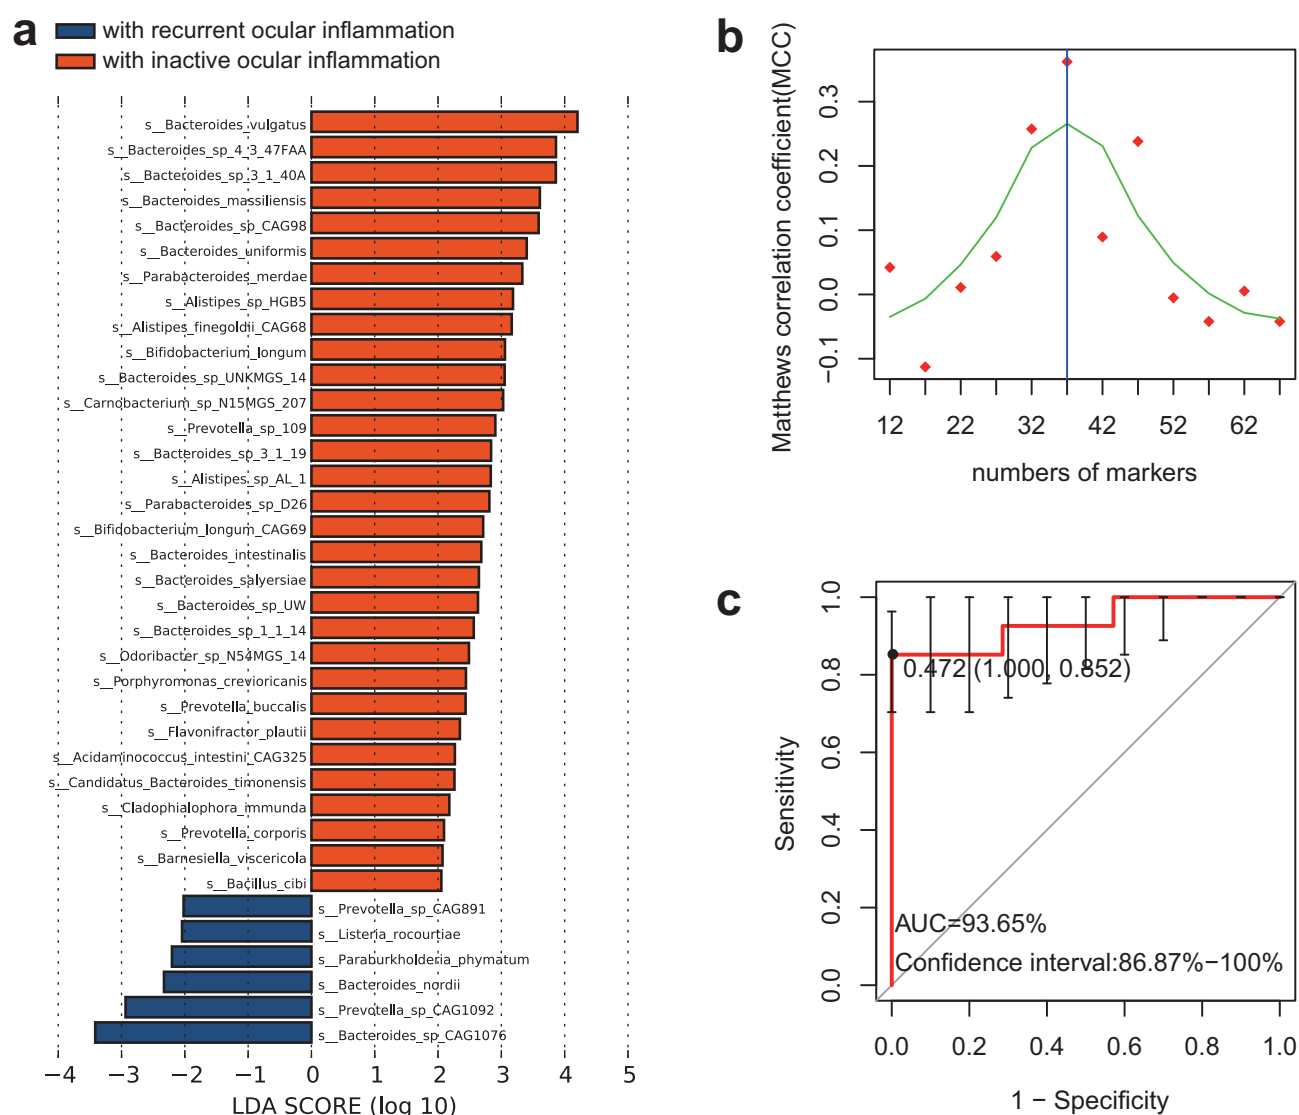 a
with recurrent ocular inflammation
with inactive ocular inflammation
s__Bacteroides_vulgatus
s__Bacteroides_sp_4_3_47FAA
s__Bacteroides_sp_3_1_40A
s__Bacteroides_massiliensis
s__Bacteroides_sp_CAG98
s__Bacteroides_uniformis
s__Parabacteroides_merdae
s__Alistipes_sp_HGB5
s__Alistipes_finegoldii_CAG68
s__Bifidobacterium_longum
s__Bacteroides_sp_UNKMGS_14
s__Carnobacterium_sp_N15MGS_207
s__Prevotella_sp_109
s__Bacteroides_sp_3_1_19
s__Alistipes_sp_AL_1
s__Parabacteroides_sp_D26
s__Bifidobacterium_longum_CAG69
s__Bacteroides_intestinalis
s__Bacteroides_salyersiae
s__Bacteroides_sp_UW
s__Bacteroides_sp_1_1_14
s__Odoribacter_sp_N54MGS_14
s__Porphyromonas_crevioricanis
s__Prevotella_buccalis
s__Flavonifractor_plautii
s__Acidaminococcus_intestini_CAG325
s__Candidatus_Bacteroides_timonensis
s__Cladophialophora_immunda
s__Prevotella_corporis
s__Barnesiella_viscericola
s__Bacillus_cibi
s__Prevotella_sp_CAG891
s__Listeria_rocourtiae
s__Paraburkholderia_phymatum
s__Bacteroides_nordii
s__Prevotella_sp_CAG1092
s__Bacteroides_sp_CAG1076
−4 −3 −2 −1 0 1 2 3 4 5
LDA SCORE (log 10)
b
Matthews correlation coefficient(MCC)
0.3
0.2
0.1
0.0
−0.1
12 22 32 42 52 62
numbers of markers
c
Sensitivity
1.0
0.8
0.6
0.4
0.2
0.0
0.472 (1.000, 0.852)
AUC=93.65%
Confidence interval:86.87%−100%
0.0 0.2 0.4 0.6 0.8 1.0
1 − Specificity